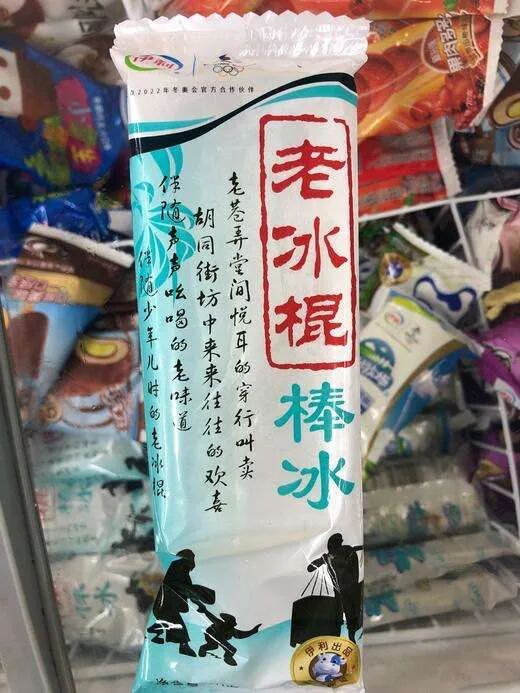 伊利
2022年冬奥会官方合作伙伴
老冰棍
棒冰
老巷弄堂间悦耳的穿行叫卖
胡同街坊中来来往往的欢喜
伴随声声吆喝的老味道
伴随少年儿时的老冰棍
伊利出品
净含量